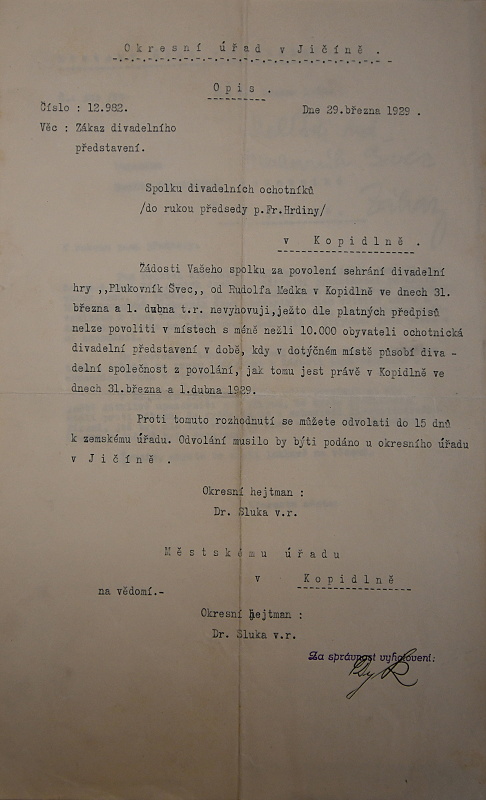 Okresní úřad v Jičíně.
Opis.
Číslo : 12.982. Dne 29.března 1929 .
Věc : Zákaz divadelního
představení.
Spolku divadelních ochotníků
/do rukou předsedy p.Fr.Hrdiny/
v Kopidlně .
Žádosti Vašeho spolku za povolení sehrání divadelní
hry ,,Plukovník Švec,, od Rudolfa Medka v Kopidlně ve dnech 31.
března a 1. dubna t.r. nevyhovuji,ježto dle platných předpisů
nelze povoliti v místech s méně nežli 10.000 obyvateli ochotnická
divadelní představení v době, kdy v dotyčném místě působí diva -
delní společnost z povolání, jak tomu jest právě v Kopidlně ve
dnech 31.března a 1.dubna 1929.
Proti tomuto rozhodnutí se můžete odvolati do 15 dnů
k zemskému úřadu. Odvolání musilo by býti podáno u okresního úřadu
v Jičíně .
Okresní hejtman :
Dr. Sluka v.r.
Městskému úřadu
v Kopidlně
na vědomí.-
Okresní hejtman :
Dr. Sluka v.r.
Za správnost vyhotovení: